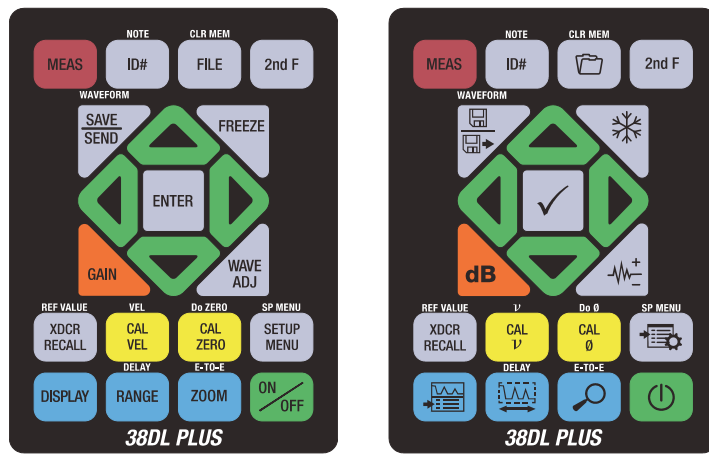 NOTE CLR MEM
MEAS ID# FILE 2nd F
WAVEFORM
SAVE
SEND
FREEZE
ENTER
GAIN
WAVE
ADJ
REF VALUE VEL Do ZERO SP MENU
XDCR
RECALL
CAL
VEL
CAL
ZERO
SETUP
MENU
DELAY E-TO-E
DISPLAY RANGE ZOOM ON/OFF
38DL PLUS
NOTE CLR MEM
MEAS ID# 2nd F
WAVEFORM
dB
+
−
REF VALUE ν Do Ø SP MENU
XDCR
RECALL
CAL
ν
CAL
Ø
DELAY E-TO-E
38DL PLUS